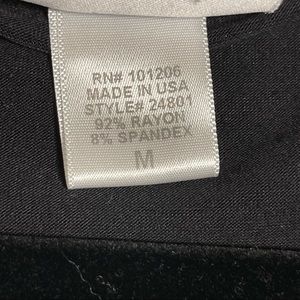 RN# 101206
MADE IN USA
STYLE# 24801
92% RAYON
8% SPANDEX
M